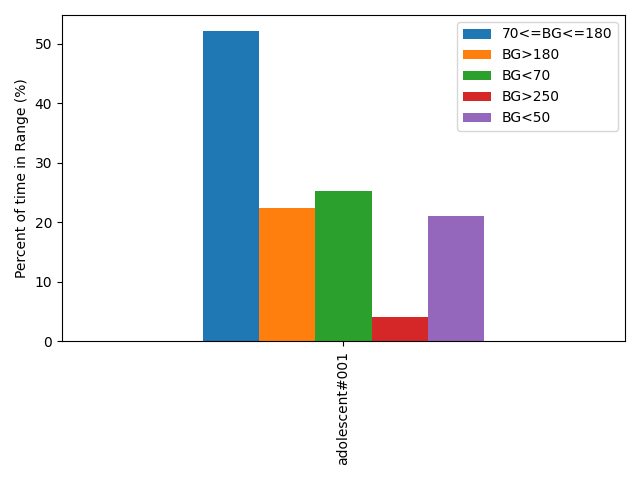 Percent of time in Range (%)
50
40
30
20
10
0
70<=BG<=180
BG>180
BG<70
BG>250
BG<50
adolescent#001